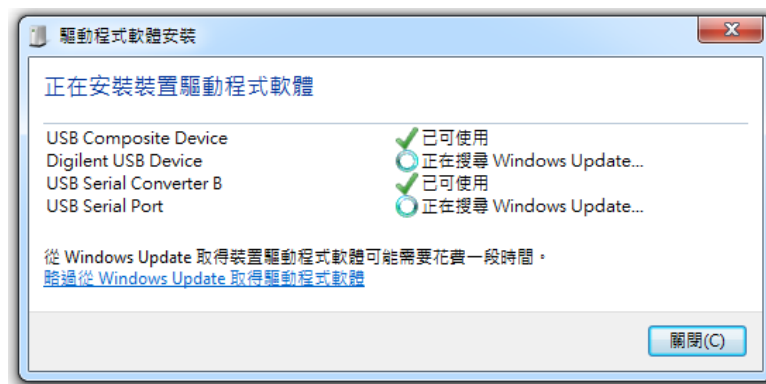 驅動程式軟體安裝
正在安裝裝置驅動程式軟體
USB Composite Device 已可使用
Digilent USB Device 正在搜尋 Windows Update...
USB Serial Converter B 已可使用
USB Serial Port 正在搜尋 Windows Update...
從 Windows Update 取得裝置驅動程式軟體可能需要花費一段時間。
略過從 Windows Update 取得驅動程式軟體
關閉(C)